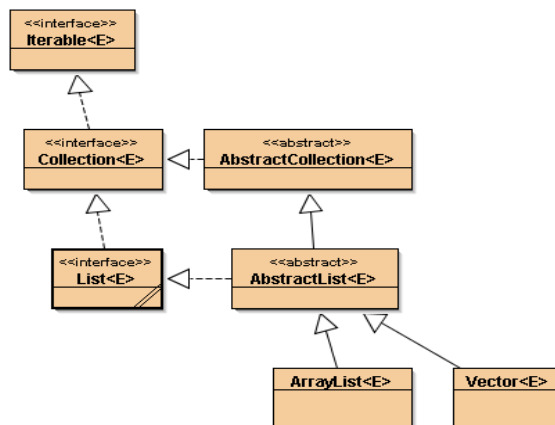 <<interface>>
Iterable<E>
<<interface>>
Collection<E>
<<abstract>>
AbstractCollection<E>
<<interface>>
List<E>
<<abstract>>
AbstractList<E>
ArrayList<E>
Vector<E>